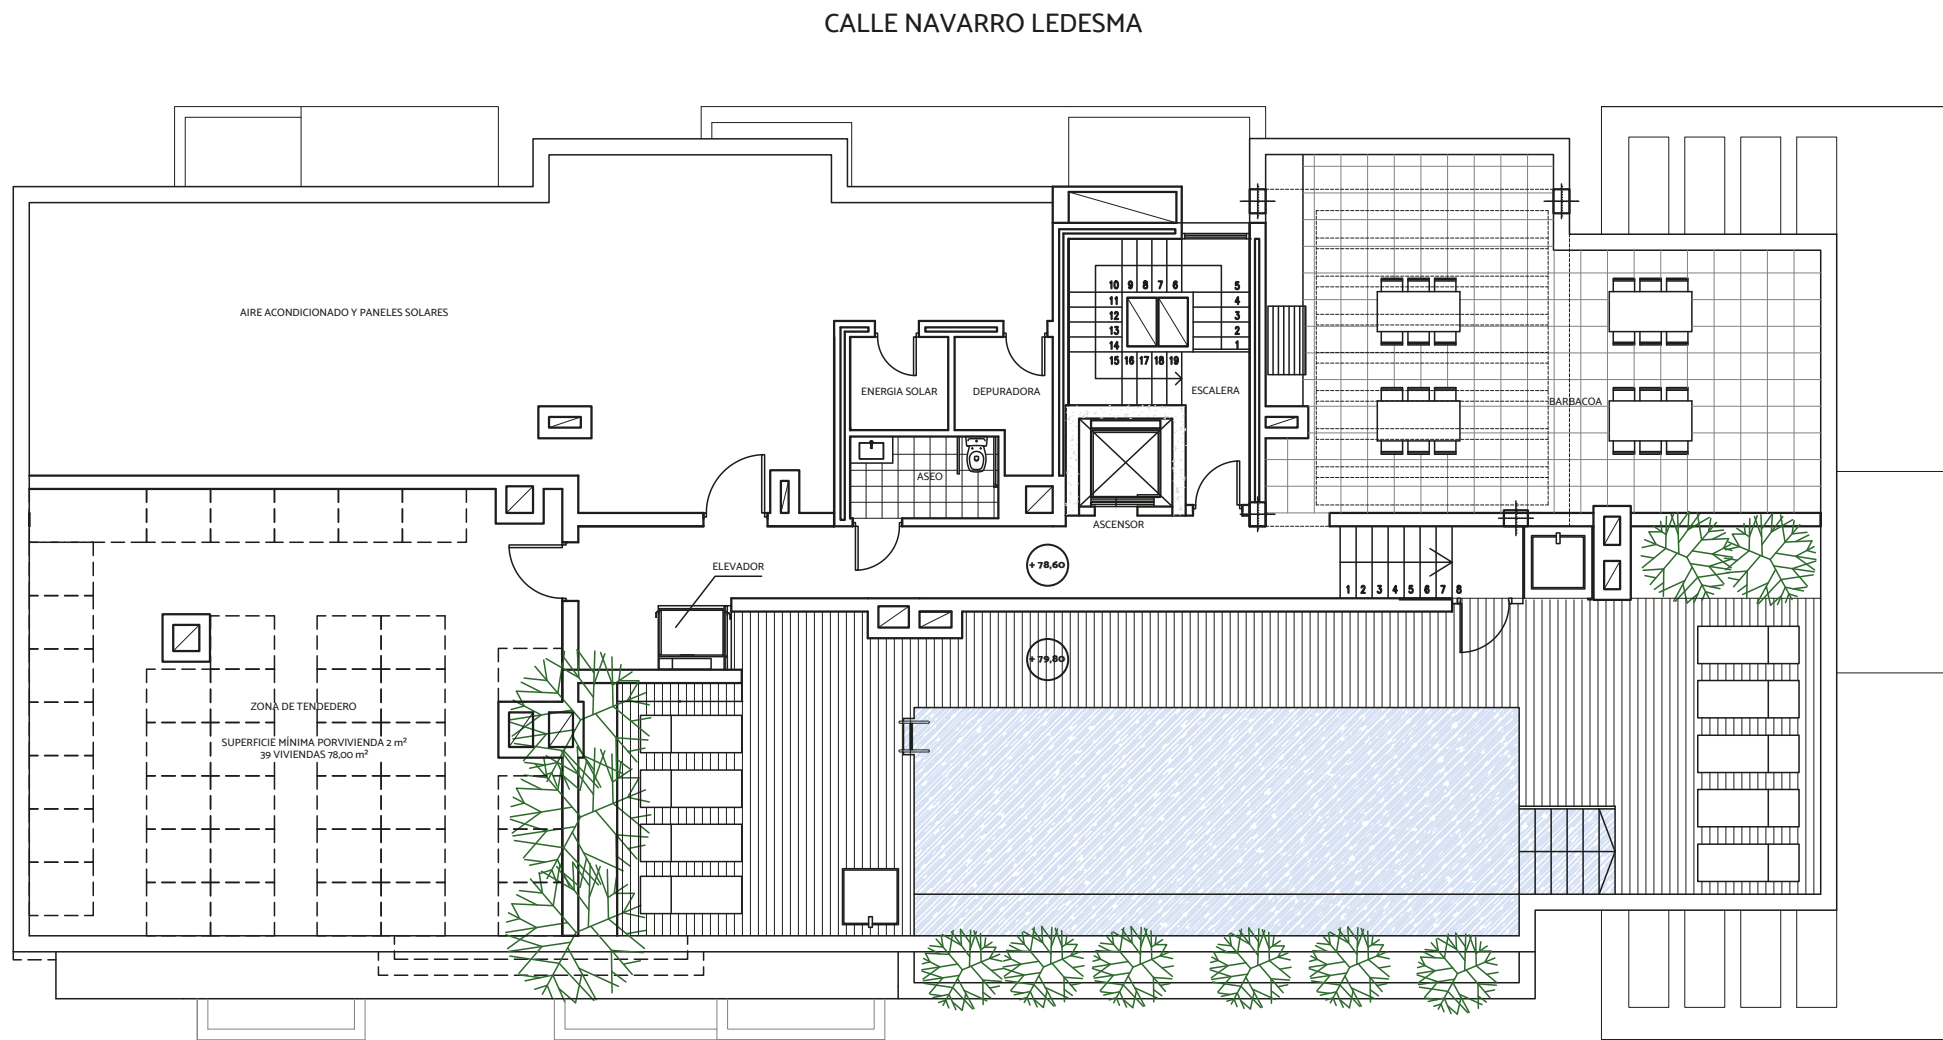 CALLE NAVARRO LEDESMA
AIRE ACONDICIONADO Y PANELES SOLARES
10 9 8 7 6
5
11
4
12
3
13
2
14
1
15 16 17 18 19
ENERGIA SOLAR
DEPURADORA
ESCALERA
BARBACOA
ASEO
ASCENSOR
ELEVADOR
+ 78,60
1 2 3 4 5 6 7 8
+ 79,80
ZONA DE TENDEDERO
SUPERFICIE MÍNIMA PORVIVIENDA 2 m²
39 VIVIENDAS 78,00 m²